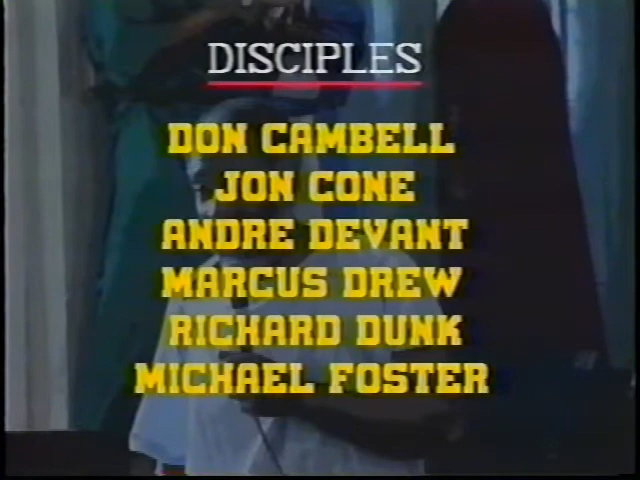 DISCIPLES
DON CAMBELL
JON CONE
ANDRE DEVANT
MARCUS DREW
RICHARD DUNK
MICHAEL FOSTER